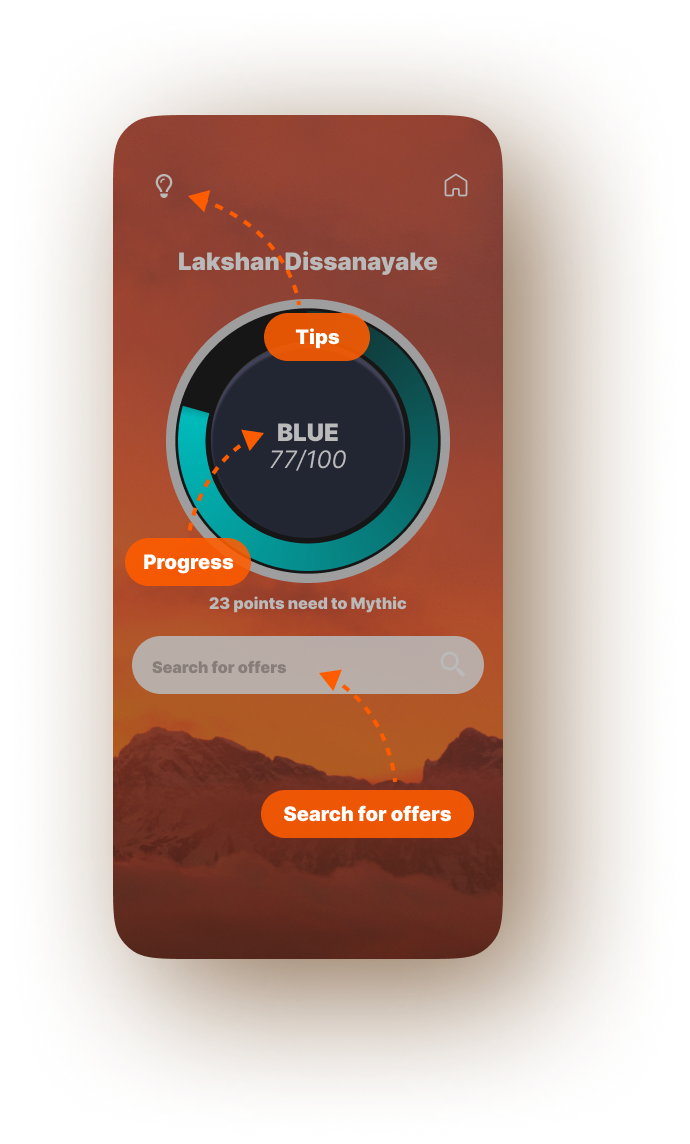 Lakshan Dissanayake
Tips
BLUE
77/100
Progress
23 points need to Mythic
Search for offers
Search for offers